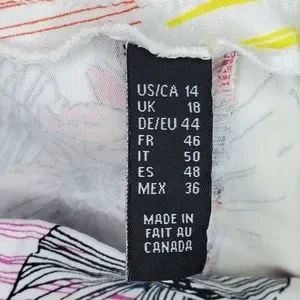 US/CA 14
UK 18
DE/EU 44
FR 46
IT 50
ES 48
MEX 36
MADE IN
FAIT AU
CANADA